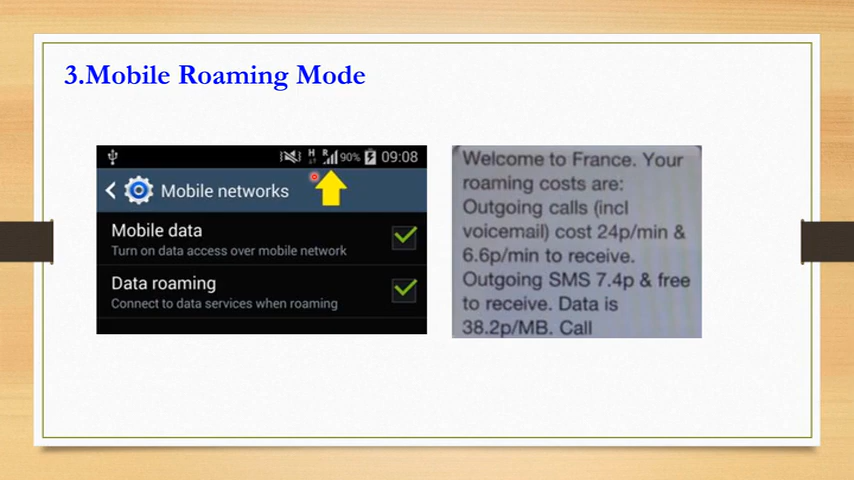 3.Mobile Roaming Mode
H R 90% 09:08
Mobile networks
Mobile data
Turn on data access over mobile network
Data roaming
Connect to data services when roaming
Welcome to France. Your
roaming costs are:
Outgoing calls (incl
voicemail) cost 24p/min &
6.6p/min to receive.
Outgoing SMS 7.4p & free
to receive. Data is
38.2p/MB. Call